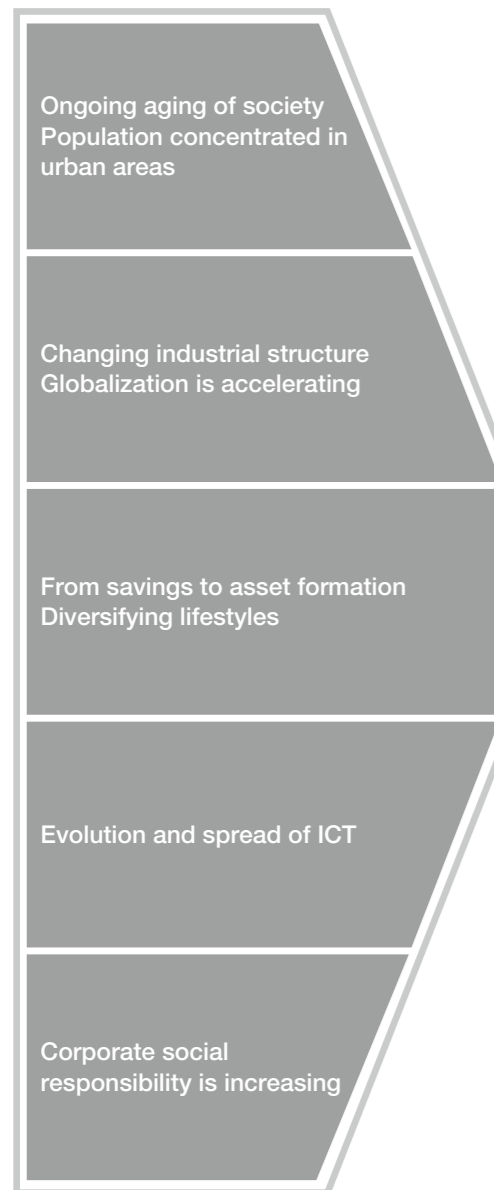 Ongoing aging of society
Population concentrated in
urban areas
Changing industrial structure
Globalization is accelerating
From savings to asset formation
Diversifying lifestyles
Evolution and spread of ICT
Corporate social
responsibility is increasing